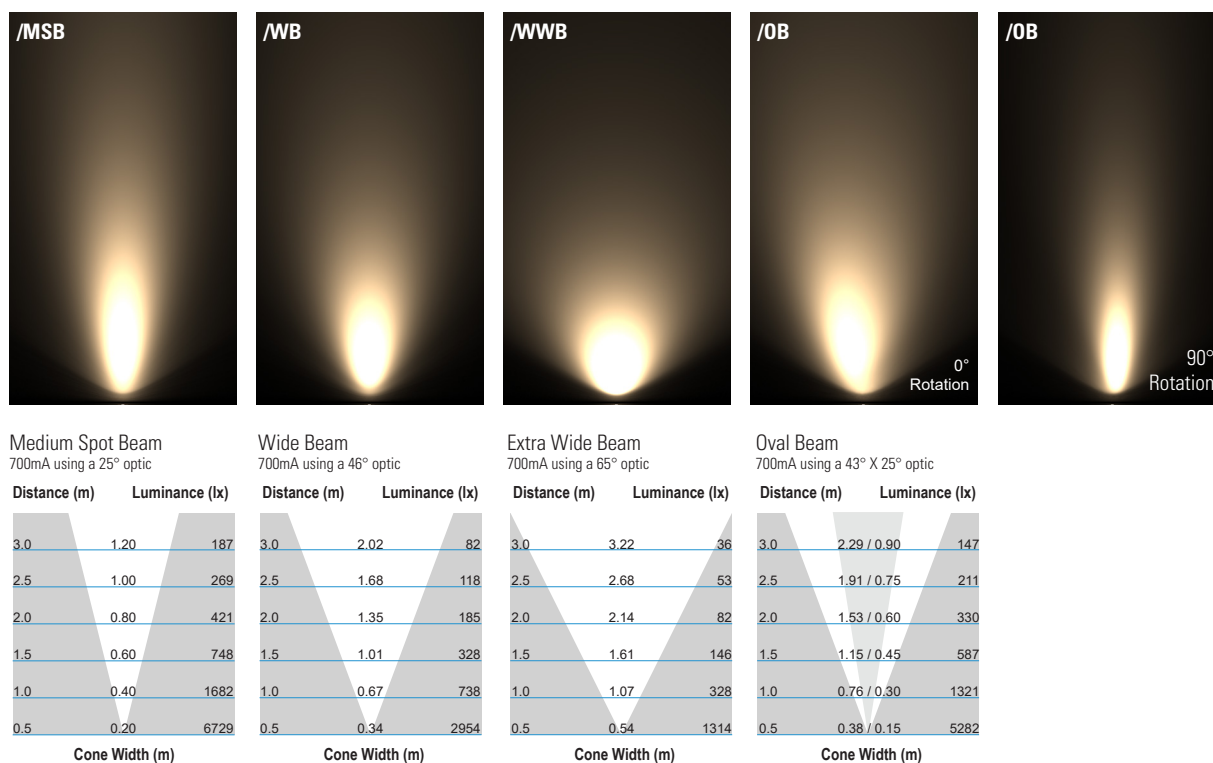 /MSB
/WB
/WWB
/OB
0°
Rotation
/OB
90°
Rotation
Medium Spot Beam
700mA using a 25° optic
Distance (m) Luminance (lx)
3.0 1.20 187
2.5 1.00 269
2.0 0.80 421
1.5 0.60 748
1.0 0.40 1682
0.5 0.20 6729
Cone Width (m)
Wide Beam
700mA using a 46° optic
Distance (m) Luminance (lx)
3.0 2.02 82
2.5 1.68 118
2.0 1.35 185
1.5 1.01 328
1.0 0.67 738
0.5 0.34 2954
Cone Width (m)
Extra Wide Beam
700mA using a 65° optic
Distance (m) Luminance (lx)
3.0 3.22 36
2.5 2.68 53
2.0 2.14 82
1.5 1.61 146
1.0 1.07 328
0.5 0.54 1314
Cone Width (m)
Oval Beam
700mA using a 43° X 25° optic
Distance (m) Luminance (lx)
3.0 2.29 / 0.90 147
2.5 1.91 / 0.75 211
2.0 1.53 / 0.60 330
1.5 1.15 / 0.45 587
1.0 0.76 / 0.30 1321
0.5 0.38 / 0.15 5282
Cone Width (m)